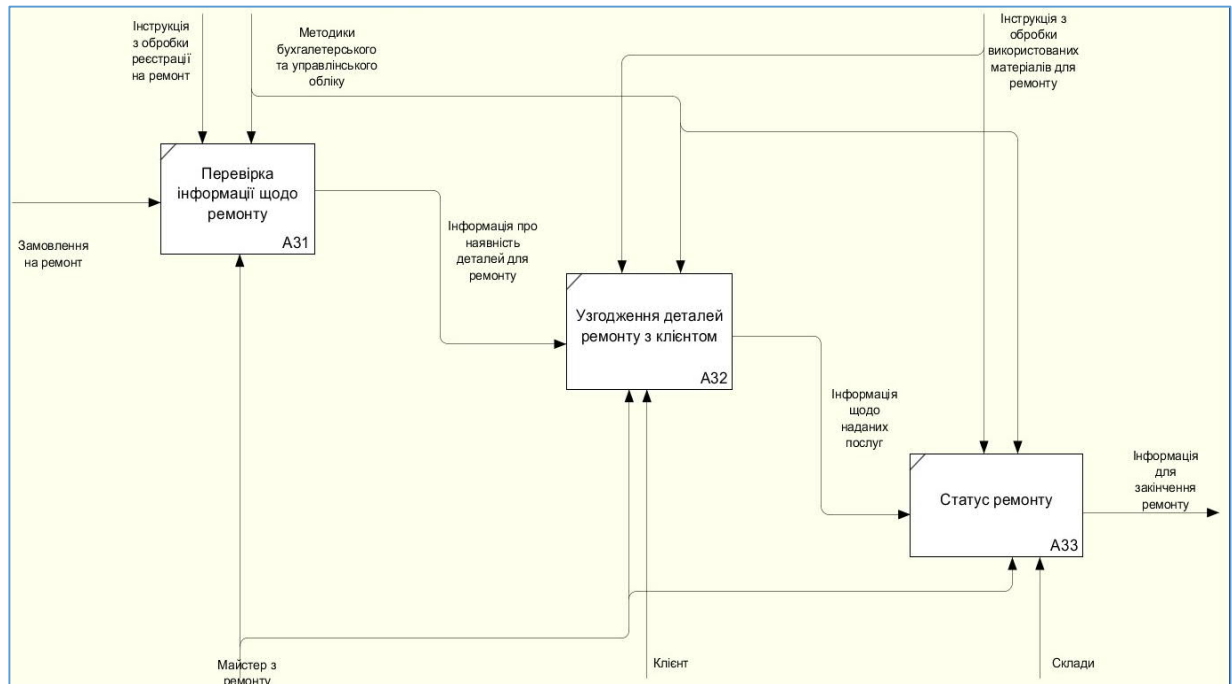 Інструкція
з обробки
реєстрації
на ремонт
Методики
бухгалетерського
та управлінського
обліку
Інструкція з
обробки
використованих
матеріалів для
ремонту
Перевірка
інформації щодо
ремонту
A31
Замовлення
на ремонт
Інформація про
наявність
деталей для
ремонту
Узгодження деталей
ремонту з клієнтом
A32
Інформація
щодо
наданих
послуг
Статус ремонту
A33
Інформація
для
закінчення
ремонту
Майстер з
ремонту
Клієнт
Склади